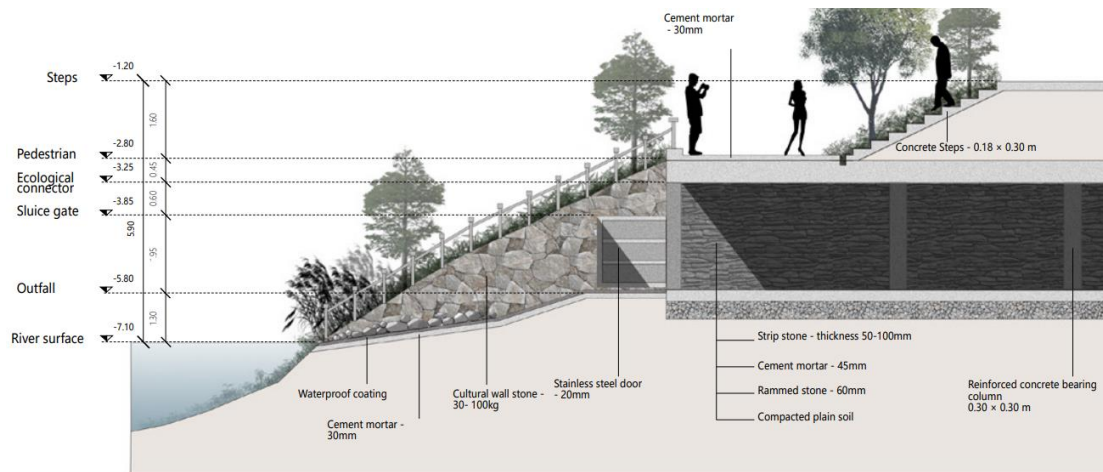 Cement mortar
- 30mm
Steps
-1.20
1.60
Pedestrian
-2.80
0.45
Concrete Steps - 0.18 × 0.30 m
-3.25
Ecological
connector
0.60
Sluice gate
-3.85
5.90
.95
Outfall
-5.80
1.30
River surface
-7.10
Strip stone - thickness 50-100mm
Cement mortar - 45mm
Rammed stone - 60mm
Compacted plain soil
Waterproof coating
Cement mortar -
30mm
Cultural wall stone -
30- 100kg
Stainless steel door
- 20mm
Reinforced concrete bearing
column
0.30 × 0.30 m